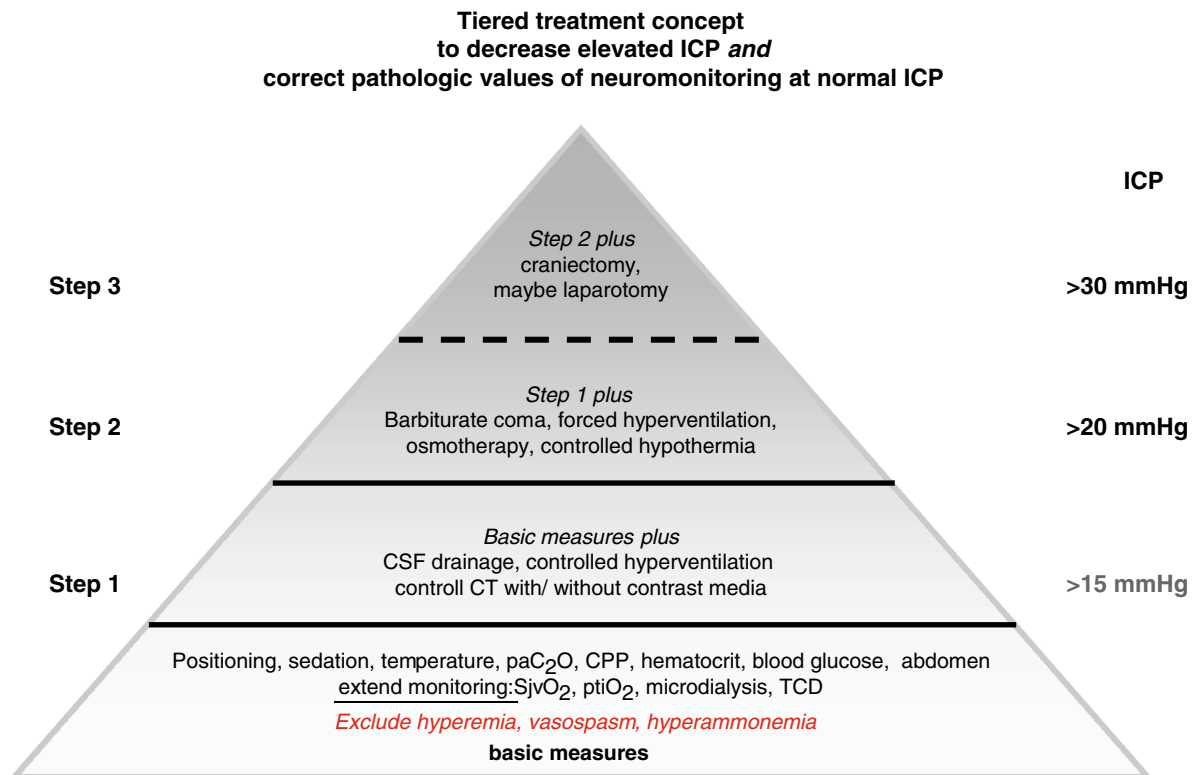 Tiered treatment concept
to decrease elevated ICP and
correct pathologic values of neuromonitoring at normal ICP
ICP
Step 2 plus
craniectomy,
maybe laparotomy
Step 3
>30 mmHg
Step 1 plus
Barbiturate coma, forced hyperventilation,
osmotherapy, controlled hypothermia
Step 2
>20 mmHg
Basic measures plus
CSF drainage, controlled hyperventilation
controll CT with/ without contrast media
Step 1
>15 mmHg
Positioning, sedation, temperature, paC₂O, CPP, hematocrit, blood glucose, abdomen
extend monitoring:SjvO₂, ptiO₂, microdialysis, TCD
Exclude hyperemia, vasospasm, hyperammonemia
basic measures